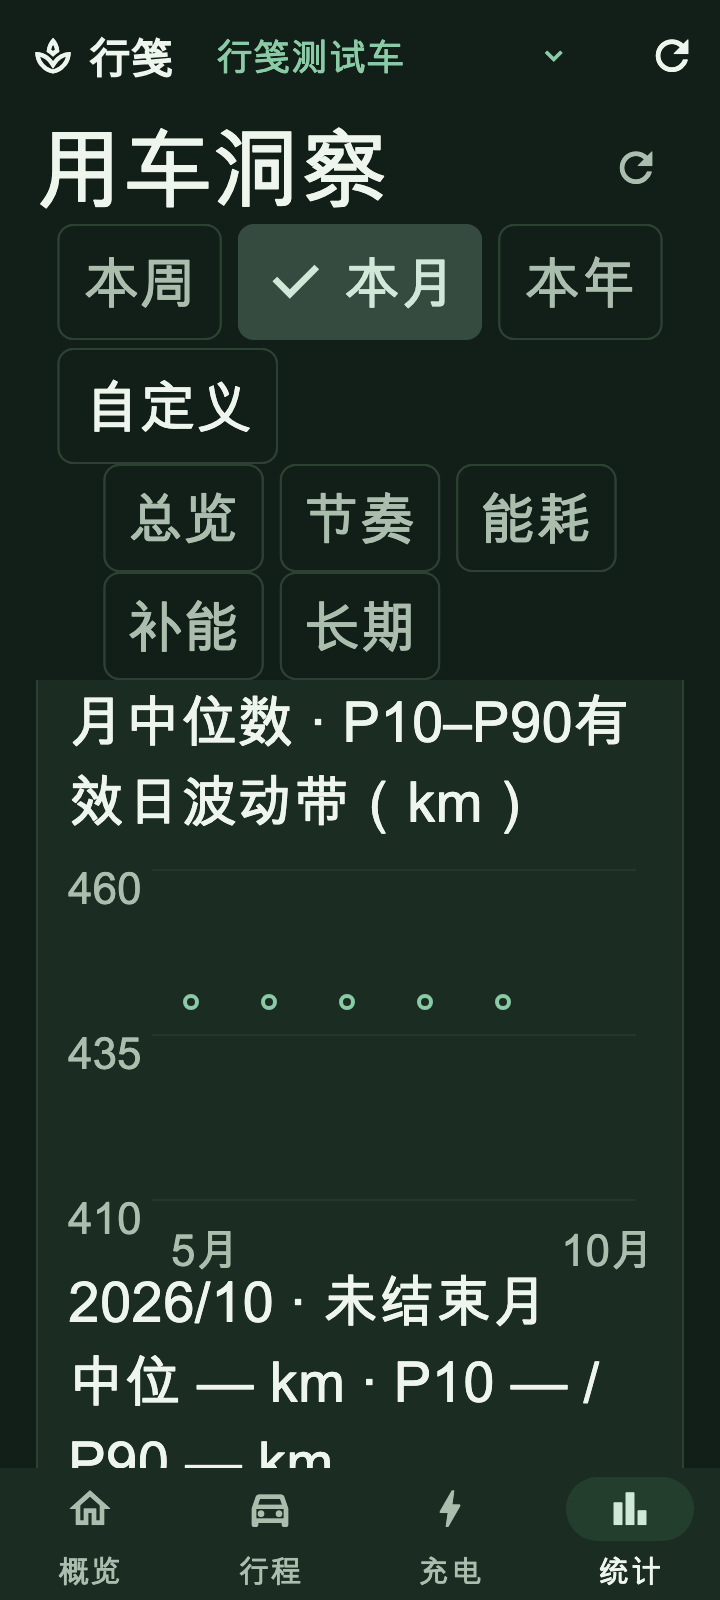 行笺 行笺测试车
用车洞察
本周 本月 本年
自定义
总览 节奏 能耗
补能 长期
月中位数 · P10–P90有
效日波动带（km）
460
435
410
5月 10月
2026/10 · 未结束月
中位 — km · P10 — /
P90 — km
概览 行程 充电 统计